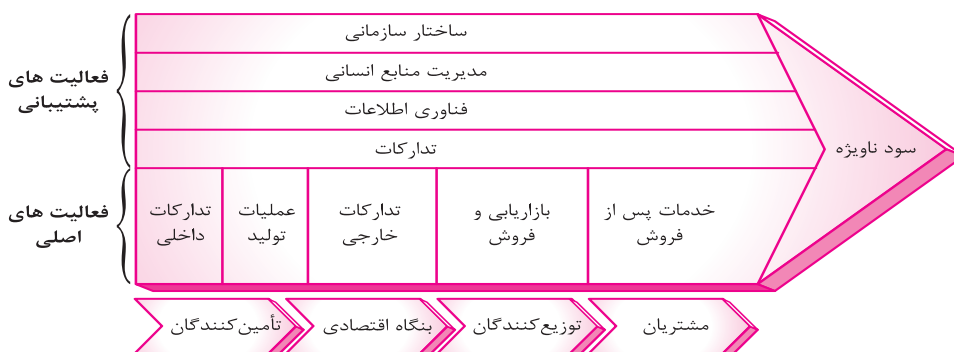 فعالیت های
پشتیبانی
ساختار سازمانی
مدیریت منابع انسانی
فناوری اطلاعات
تدارکات
سود ناویژه
فعالیت های
اصلی
تدارکات
داخلی
عملیات
تولید
تدارکات
خارجی
بازاریابی و
فروش
خدمات پس از
فروش
تأمین‌کنندگان
بنگاه اقتصادی
توزیع‌کنندگان
مشتریان